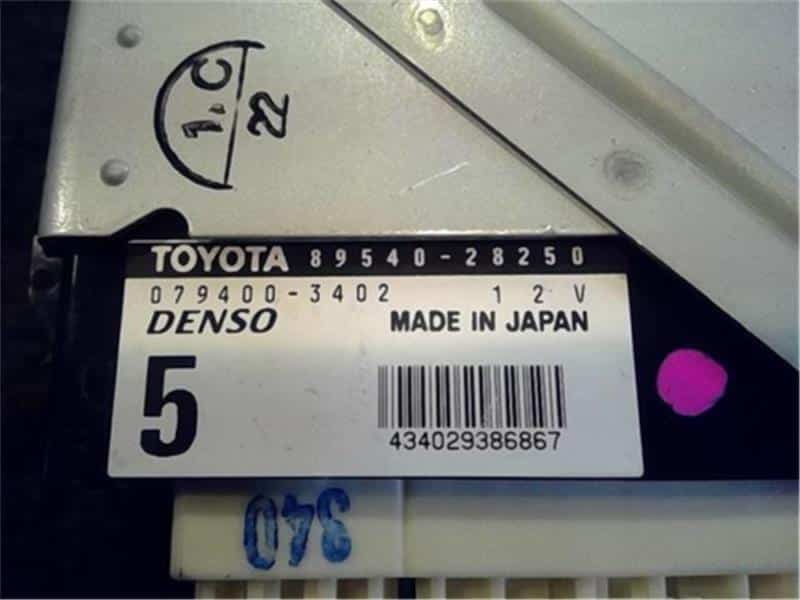 1.C
22
TOYOTA 89540-28250
079400-3402 12V
DENSO MADE IN JAPAN
5
434029386867
340